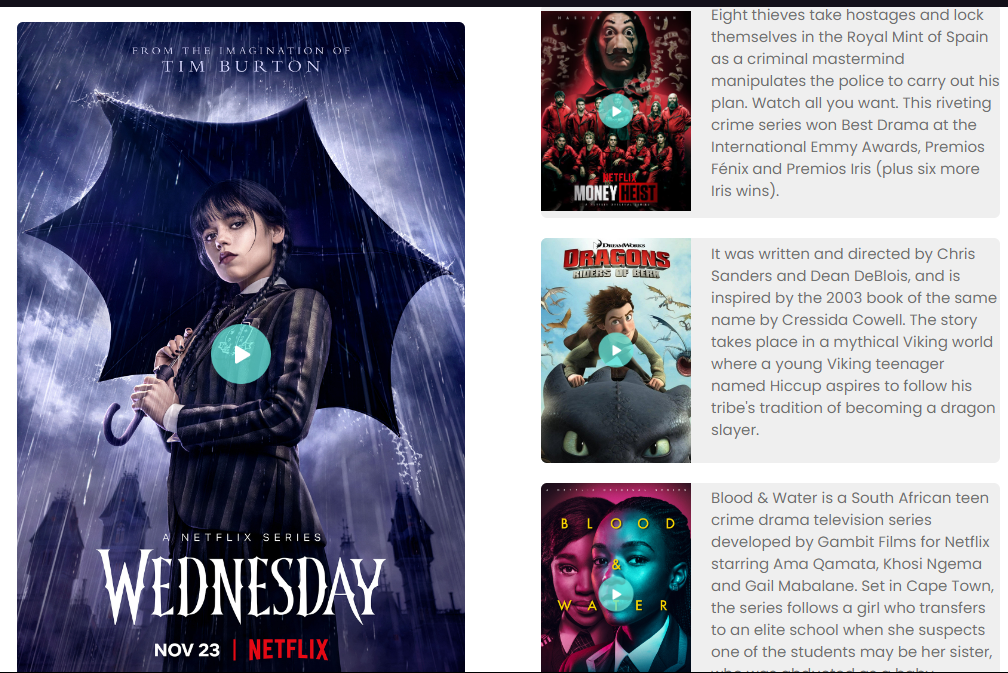 FROM THE IMAGINATION OF
TIM BURTON
A NETFLIX SERIES
WEDNESDAY
NOV 23 | NETFLIX
NETFLIX
MONEY HEIST
Eight thieves take hostages and lock
themselves in the Royal Mint of Spain
as a criminal mastermind
manipulates the police to carry out his
plan. Watch all you want. This riveting
crime series won Best Drama at the
International Emmy Awards, Premios
Fénix and Premios Iris (plus six more
Iris wins).
DREAMWORKS
DRAGONS
RIDERS OF BERK
It was written and directed by Chris
Sanders and Dean DeBlois, and is
inspired by the 2003 book of the same
name by Cressida Cowell. The story
takes place in a mythical Viking world
where a young Viking teenager
named Hiccup aspires to follow his
tribe's tradition of becoming a dragon
slayer.
A NETFLIX ORIGINAL SERIES
BLOOD
&
WATER
Blood & Water is a South African teen
crime drama television series
developed by Gambit Films for Netflix
starring Ama Qamata, Khosi Ngema
and Gail Mabalane. Set in Cape Town,
the series follows a girl who transfers
to an elite school when she suspects
one of the students may be her sister,
who was abducted as a baby